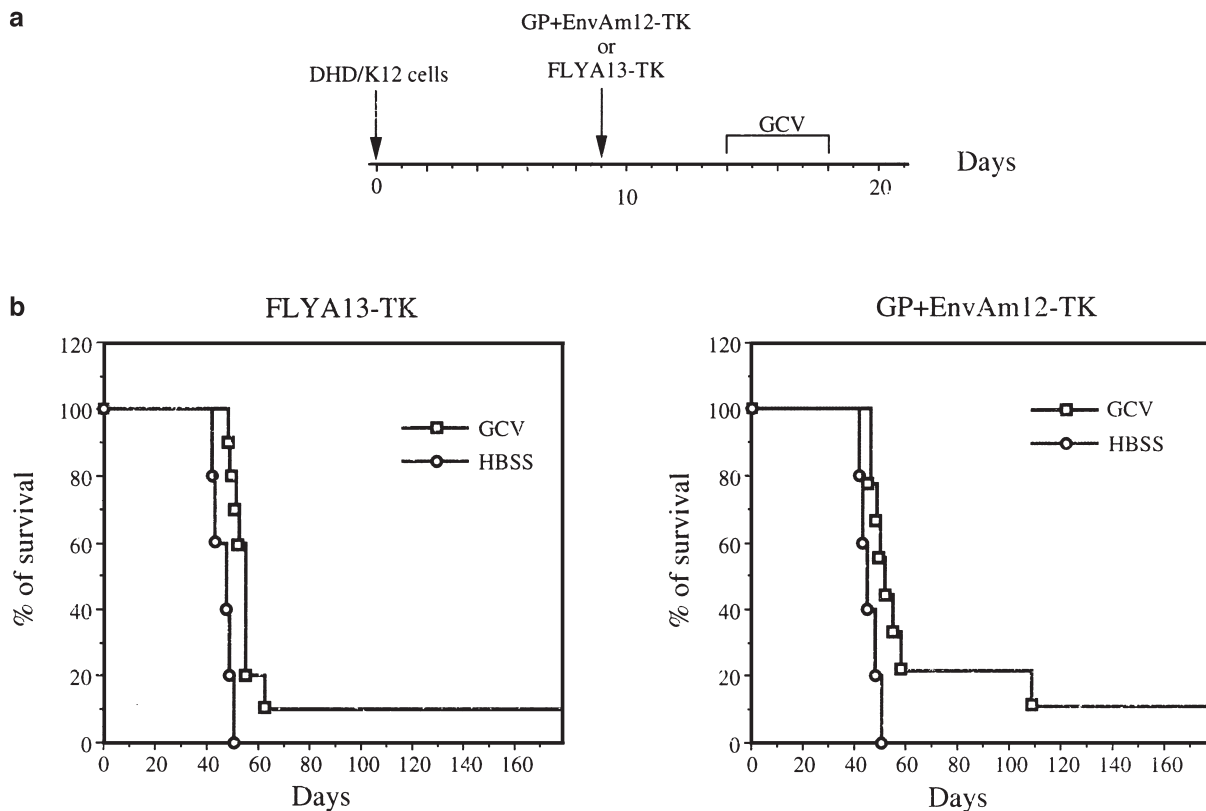 a
GP+EnvAm12-TK
or
FLYA13-TK
DHD/K12 cells
GCV
Days
0
10
20
b
FLYA13-TK
% of survival
120
100
80
60
40
20
0
GCV
HBSS
0 20 40 60 80 100 120 140 160
Days
GP+EnvAm12-TK
% of survival
120
100
80
60
40
20
0
GCV
HBSS
0 20 40 60 80 100 120 140 160
Days